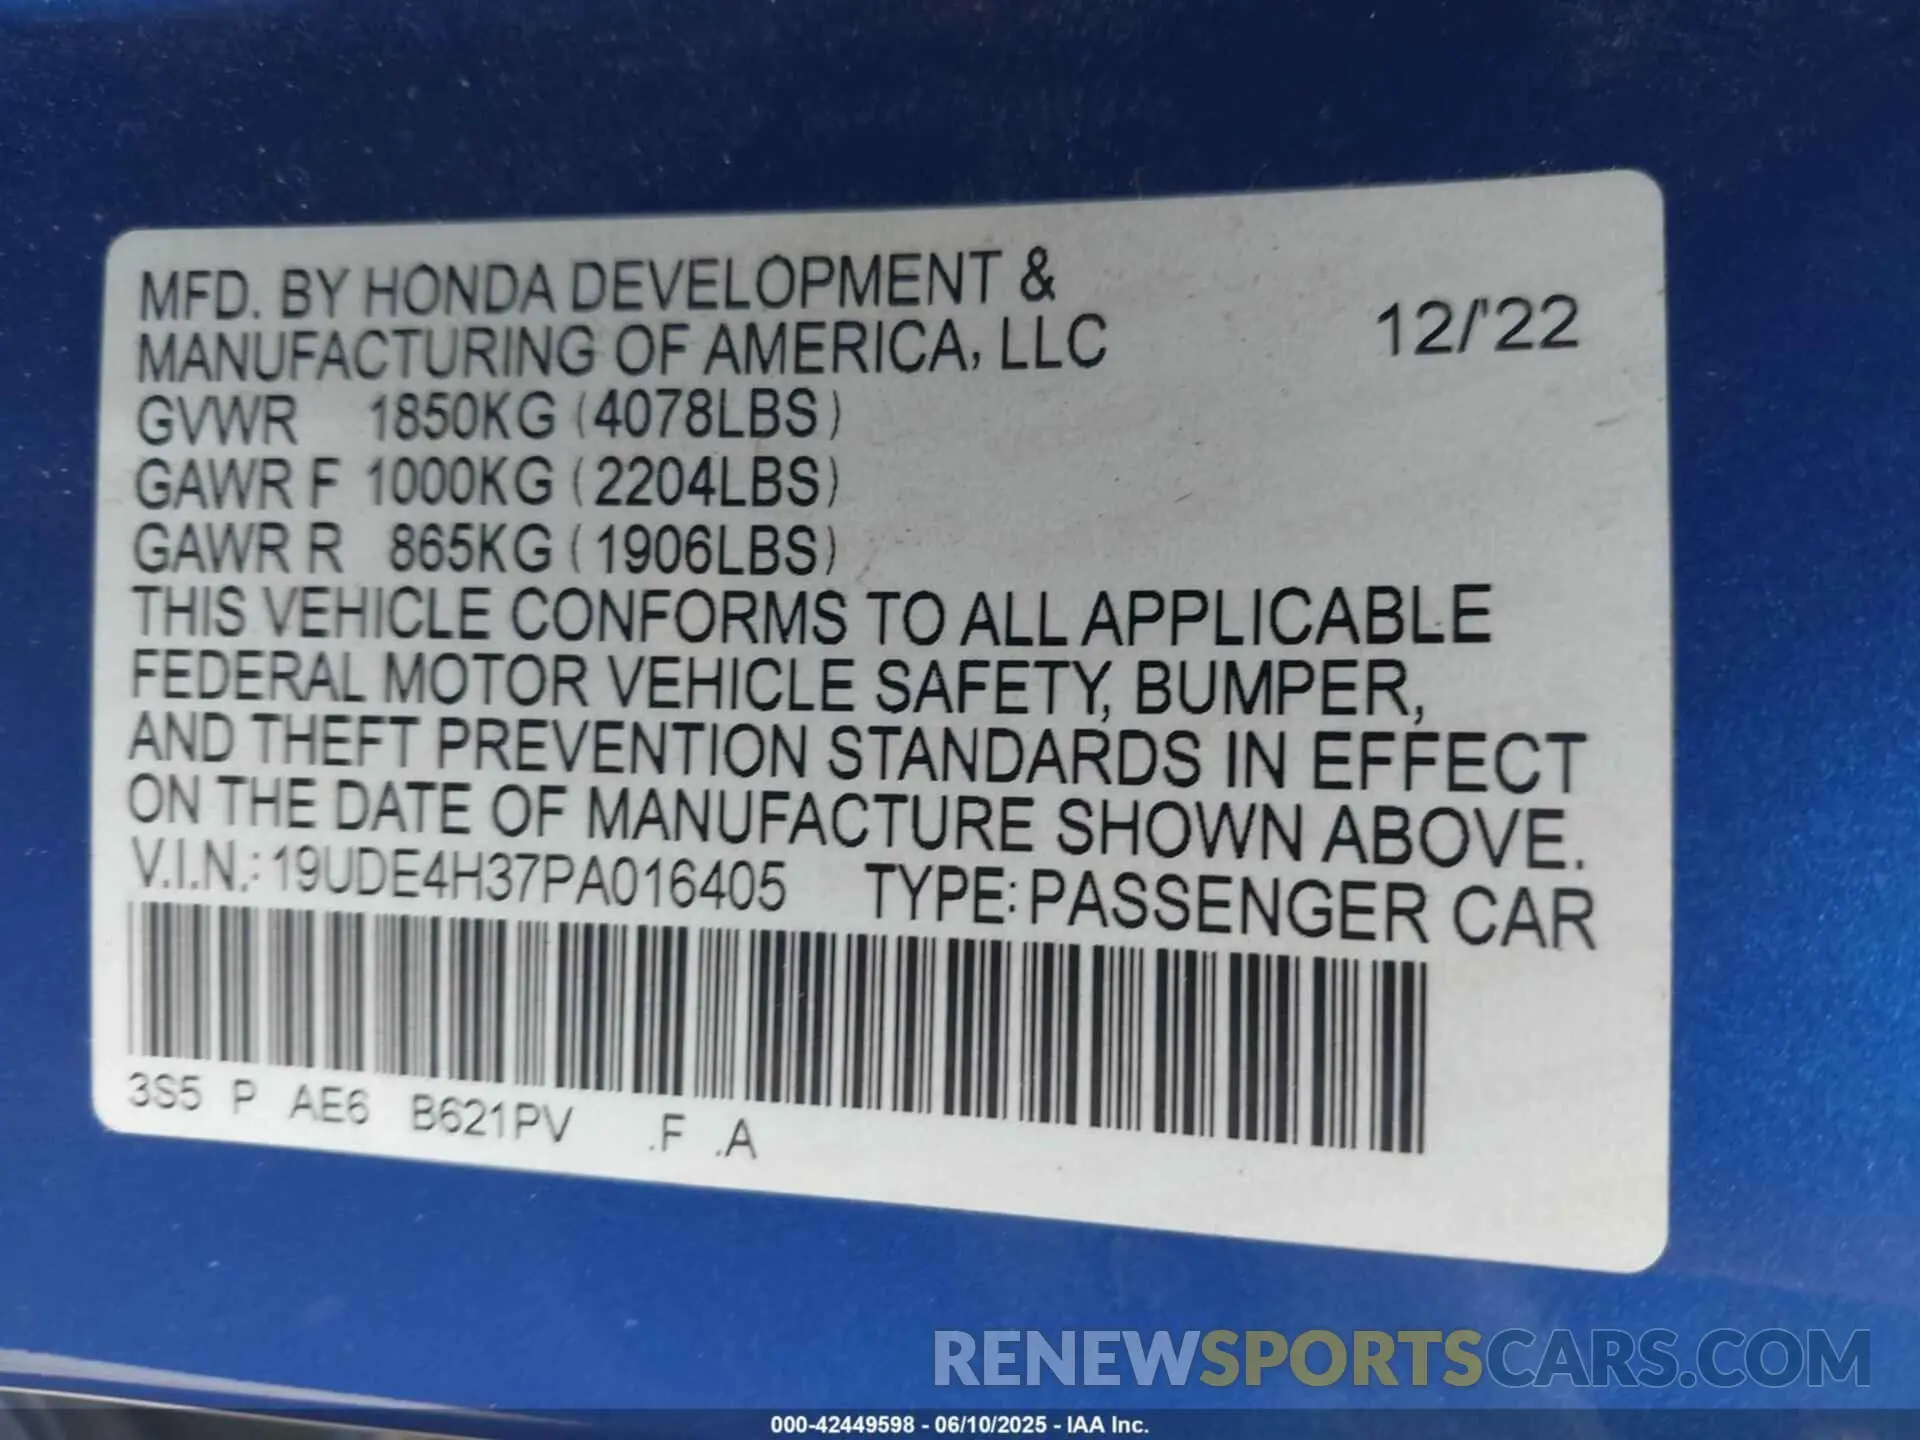 MFD. BY HONDA DEVELOPMENT &
MANUFACTURING OF AMERICA, LLC 12/'22
GVWR 1850KG (4078LBS)
GAWR F 1000KG (2204LBS)
GAWR R 865KG (1906LBS)
THIS VEHICLE CONFORMS TO ALL APPLICABLE
FEDERAL MOTOR VEHICLE SAFETY, BUMPER,
AND THEFT PREVENTION STANDARDS IN EFFECT
ON THE DATE OF MANUFACTURE SHOWN ABOVE.
V.I.N.: 19UDE4H37PA016405 TYPE: PASSENGER CAR
3S5 P AE6 B621PV .F .A
RENEWSPORTSCARS.COM
000-42449598 - 06/10/2025 - IAA Inc.